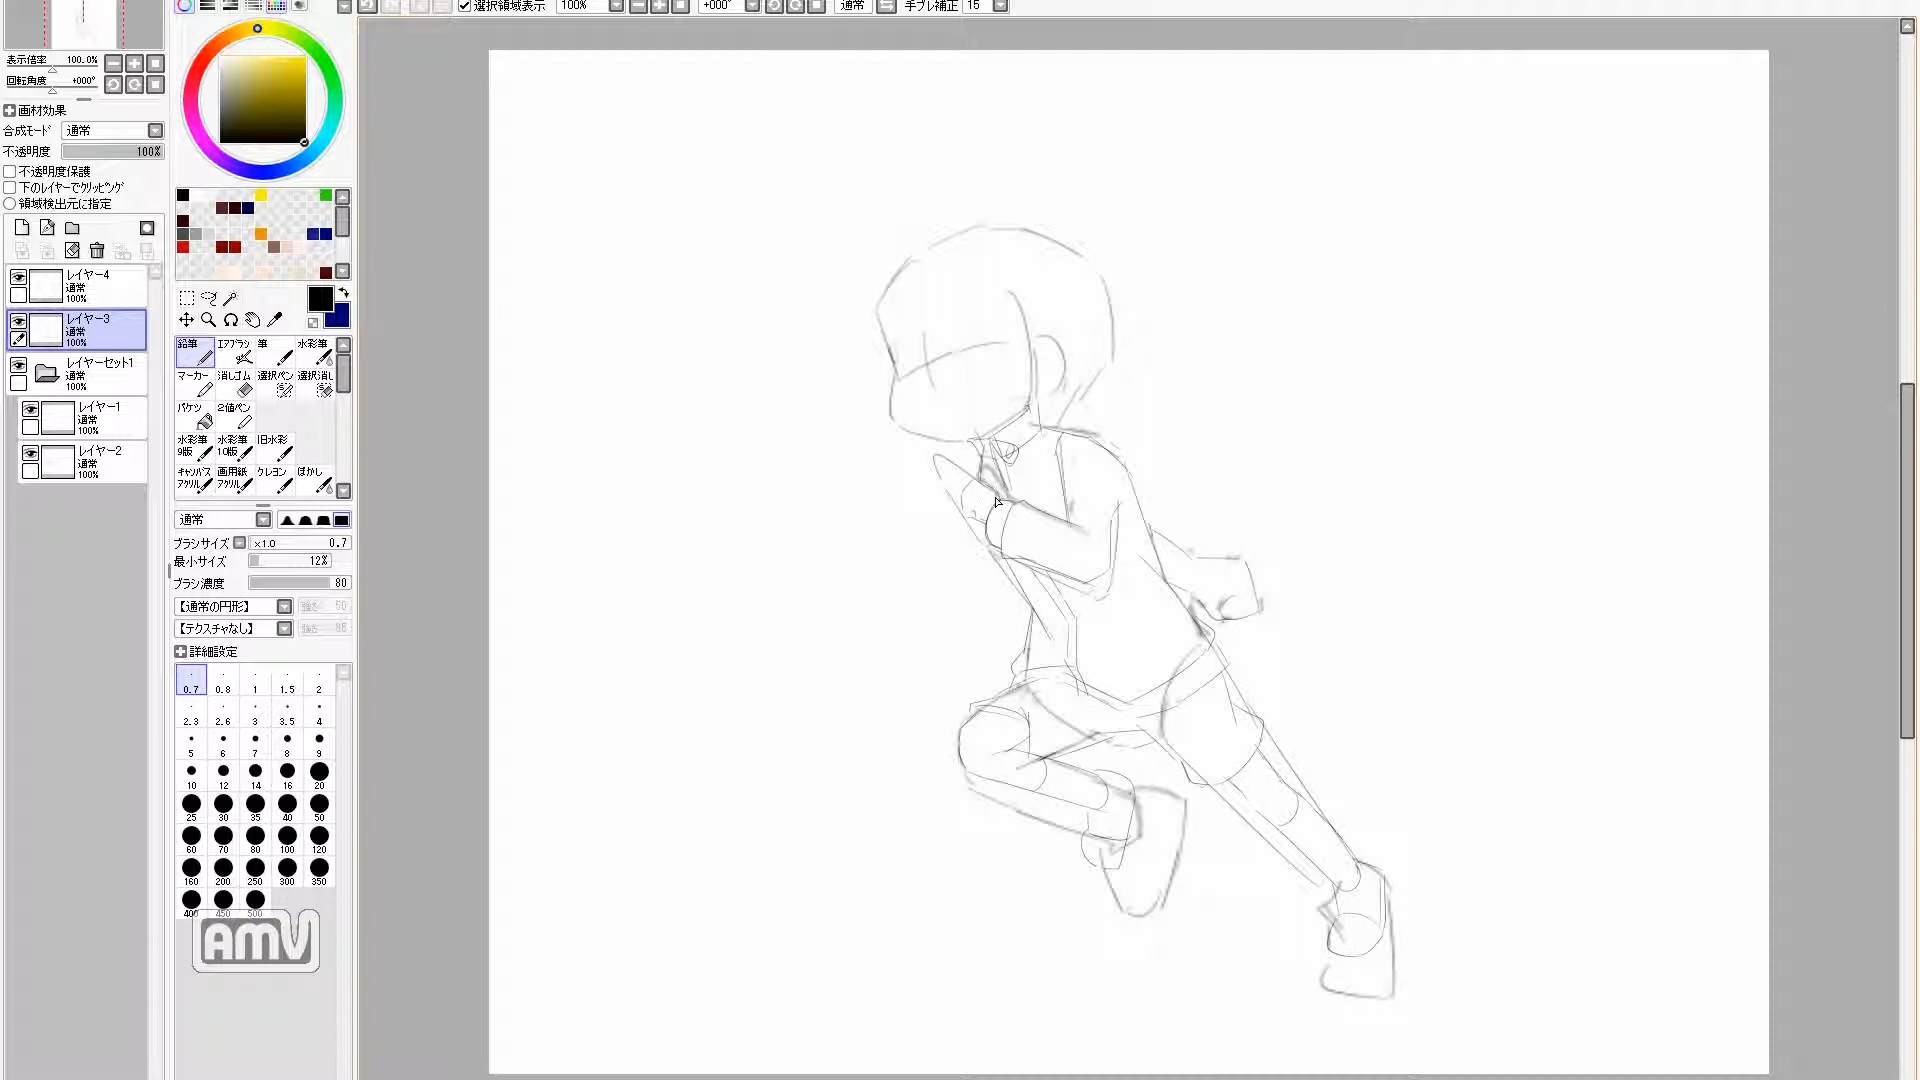 選択領域表示 100% +000° 通常 手ブレ補正 15
表示倍率 100.0%
回転角度 +000°
画材効果
合成モード 通常
不透明度 100%
不透明度保護
下のレイヤーでクリッピング
領域検出元に指定
レイヤー4
通常
100%
レイヤー3
通常
100%
レイヤーセット1
通常
100%
レイヤー1
通常
100%
レイヤー2
通常
100%
鉛筆 エアブラシ 筆 水彩筆
マーカー 消しゴム 選択ペン 選択消し
バケツ 2値ペン
水彩筆 水彩筆 旧水彩
9版 10版
キャンバス 画用紙 クレヨン ぼかし
アクリル アクリル
通常
ブラシサイズ ×1.0 0.7
最小サイズ 12%
ブラシ濃度 80
【通常の円形】 強さ 50
【テクスチャなし】 強さ
詳細設定
0.7 0.8 1 1.5 2
2.3 2.6 3 3.5 4
5 6 7 8 9
10 12 14 16 20
25 30 35 40 50
60 70 80 100 120
160 200 250 300 350
400 450 500
AMV